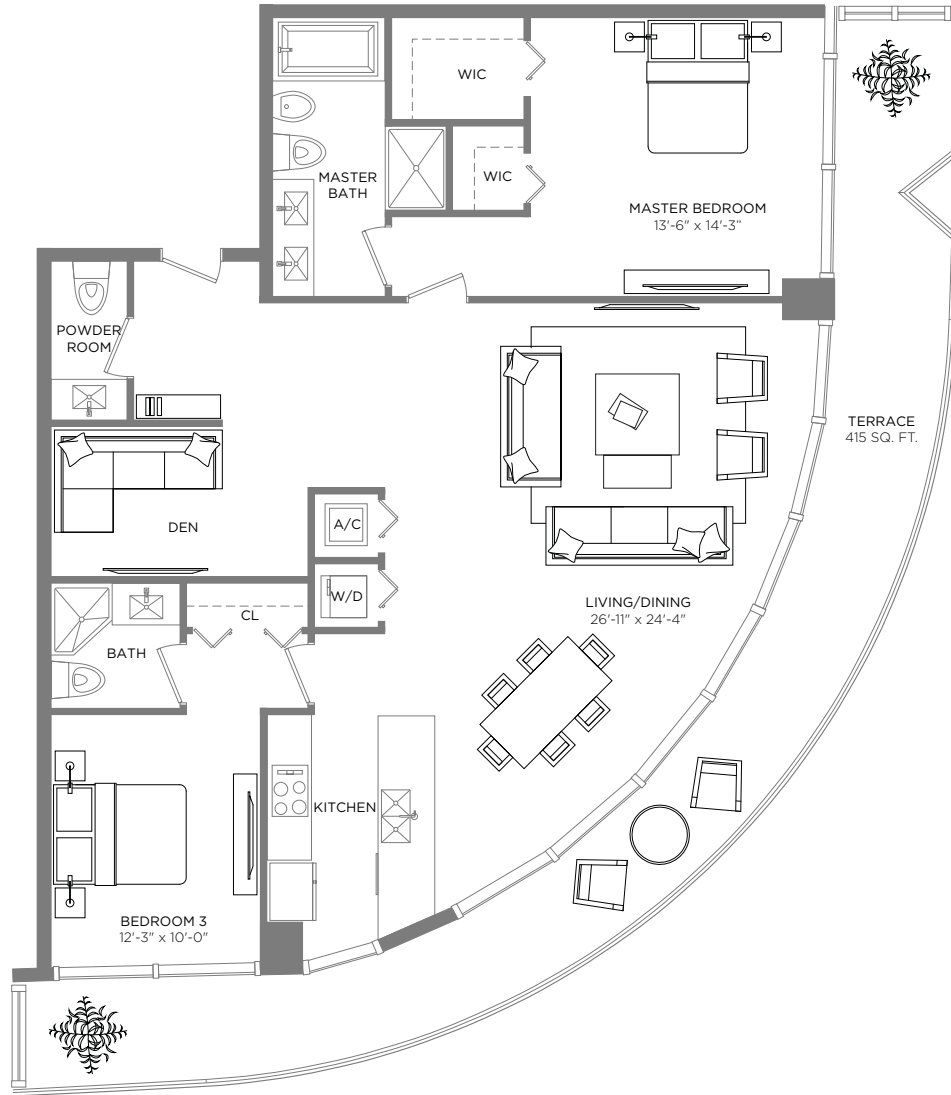 WIC
WIC
MASTER
BATH
MASTER BEDROOM
13'-6" x 14'-3"
POWDER
ROOM
TERRACE
415 SQ. FT.
DEN
A/C
W/D
LIVING/DINING
26'-11" x 24'-4"
CL
BATH
KITCHEN
BEDROOM 3
12'-3" x 10'-0"